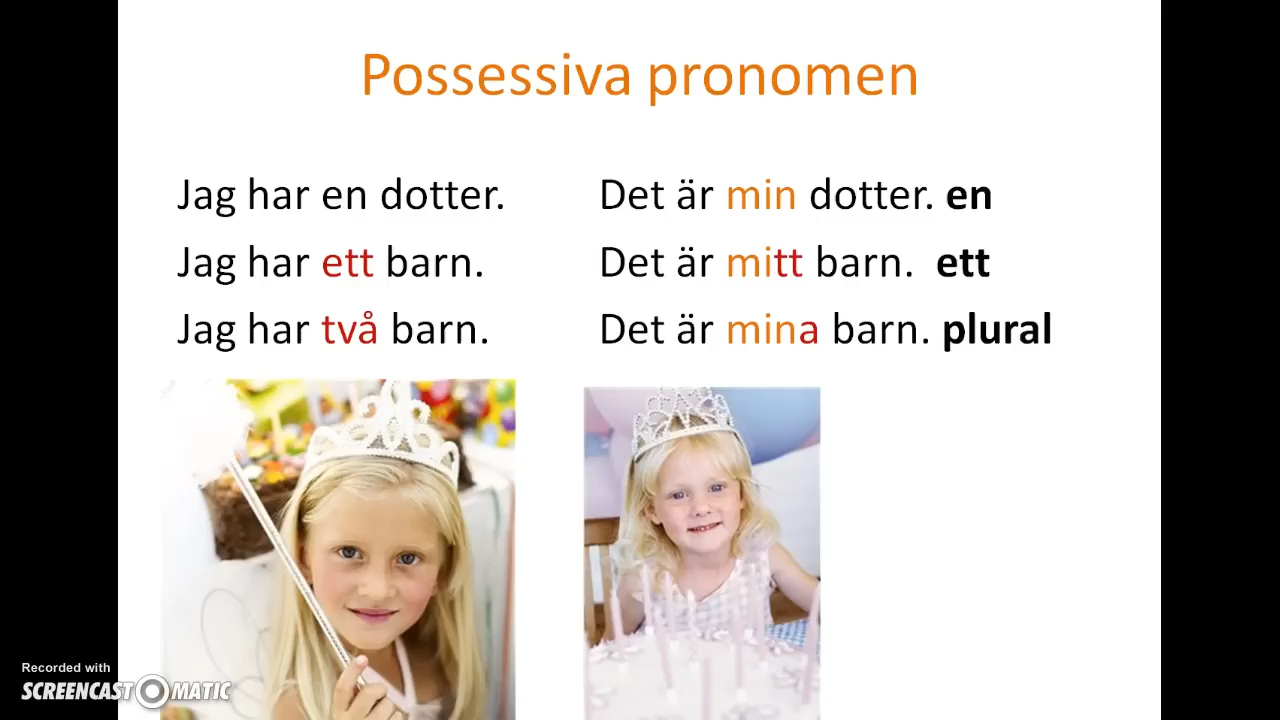 Possessiva pronomen
Jag har en dotter.
Det är min dotter. en
Jag har ett barn.
Det är mitt barn. ett
Jag har två barn.
Det är mina barn. plural
Recorded with
SCREENCAST-O-MATIC